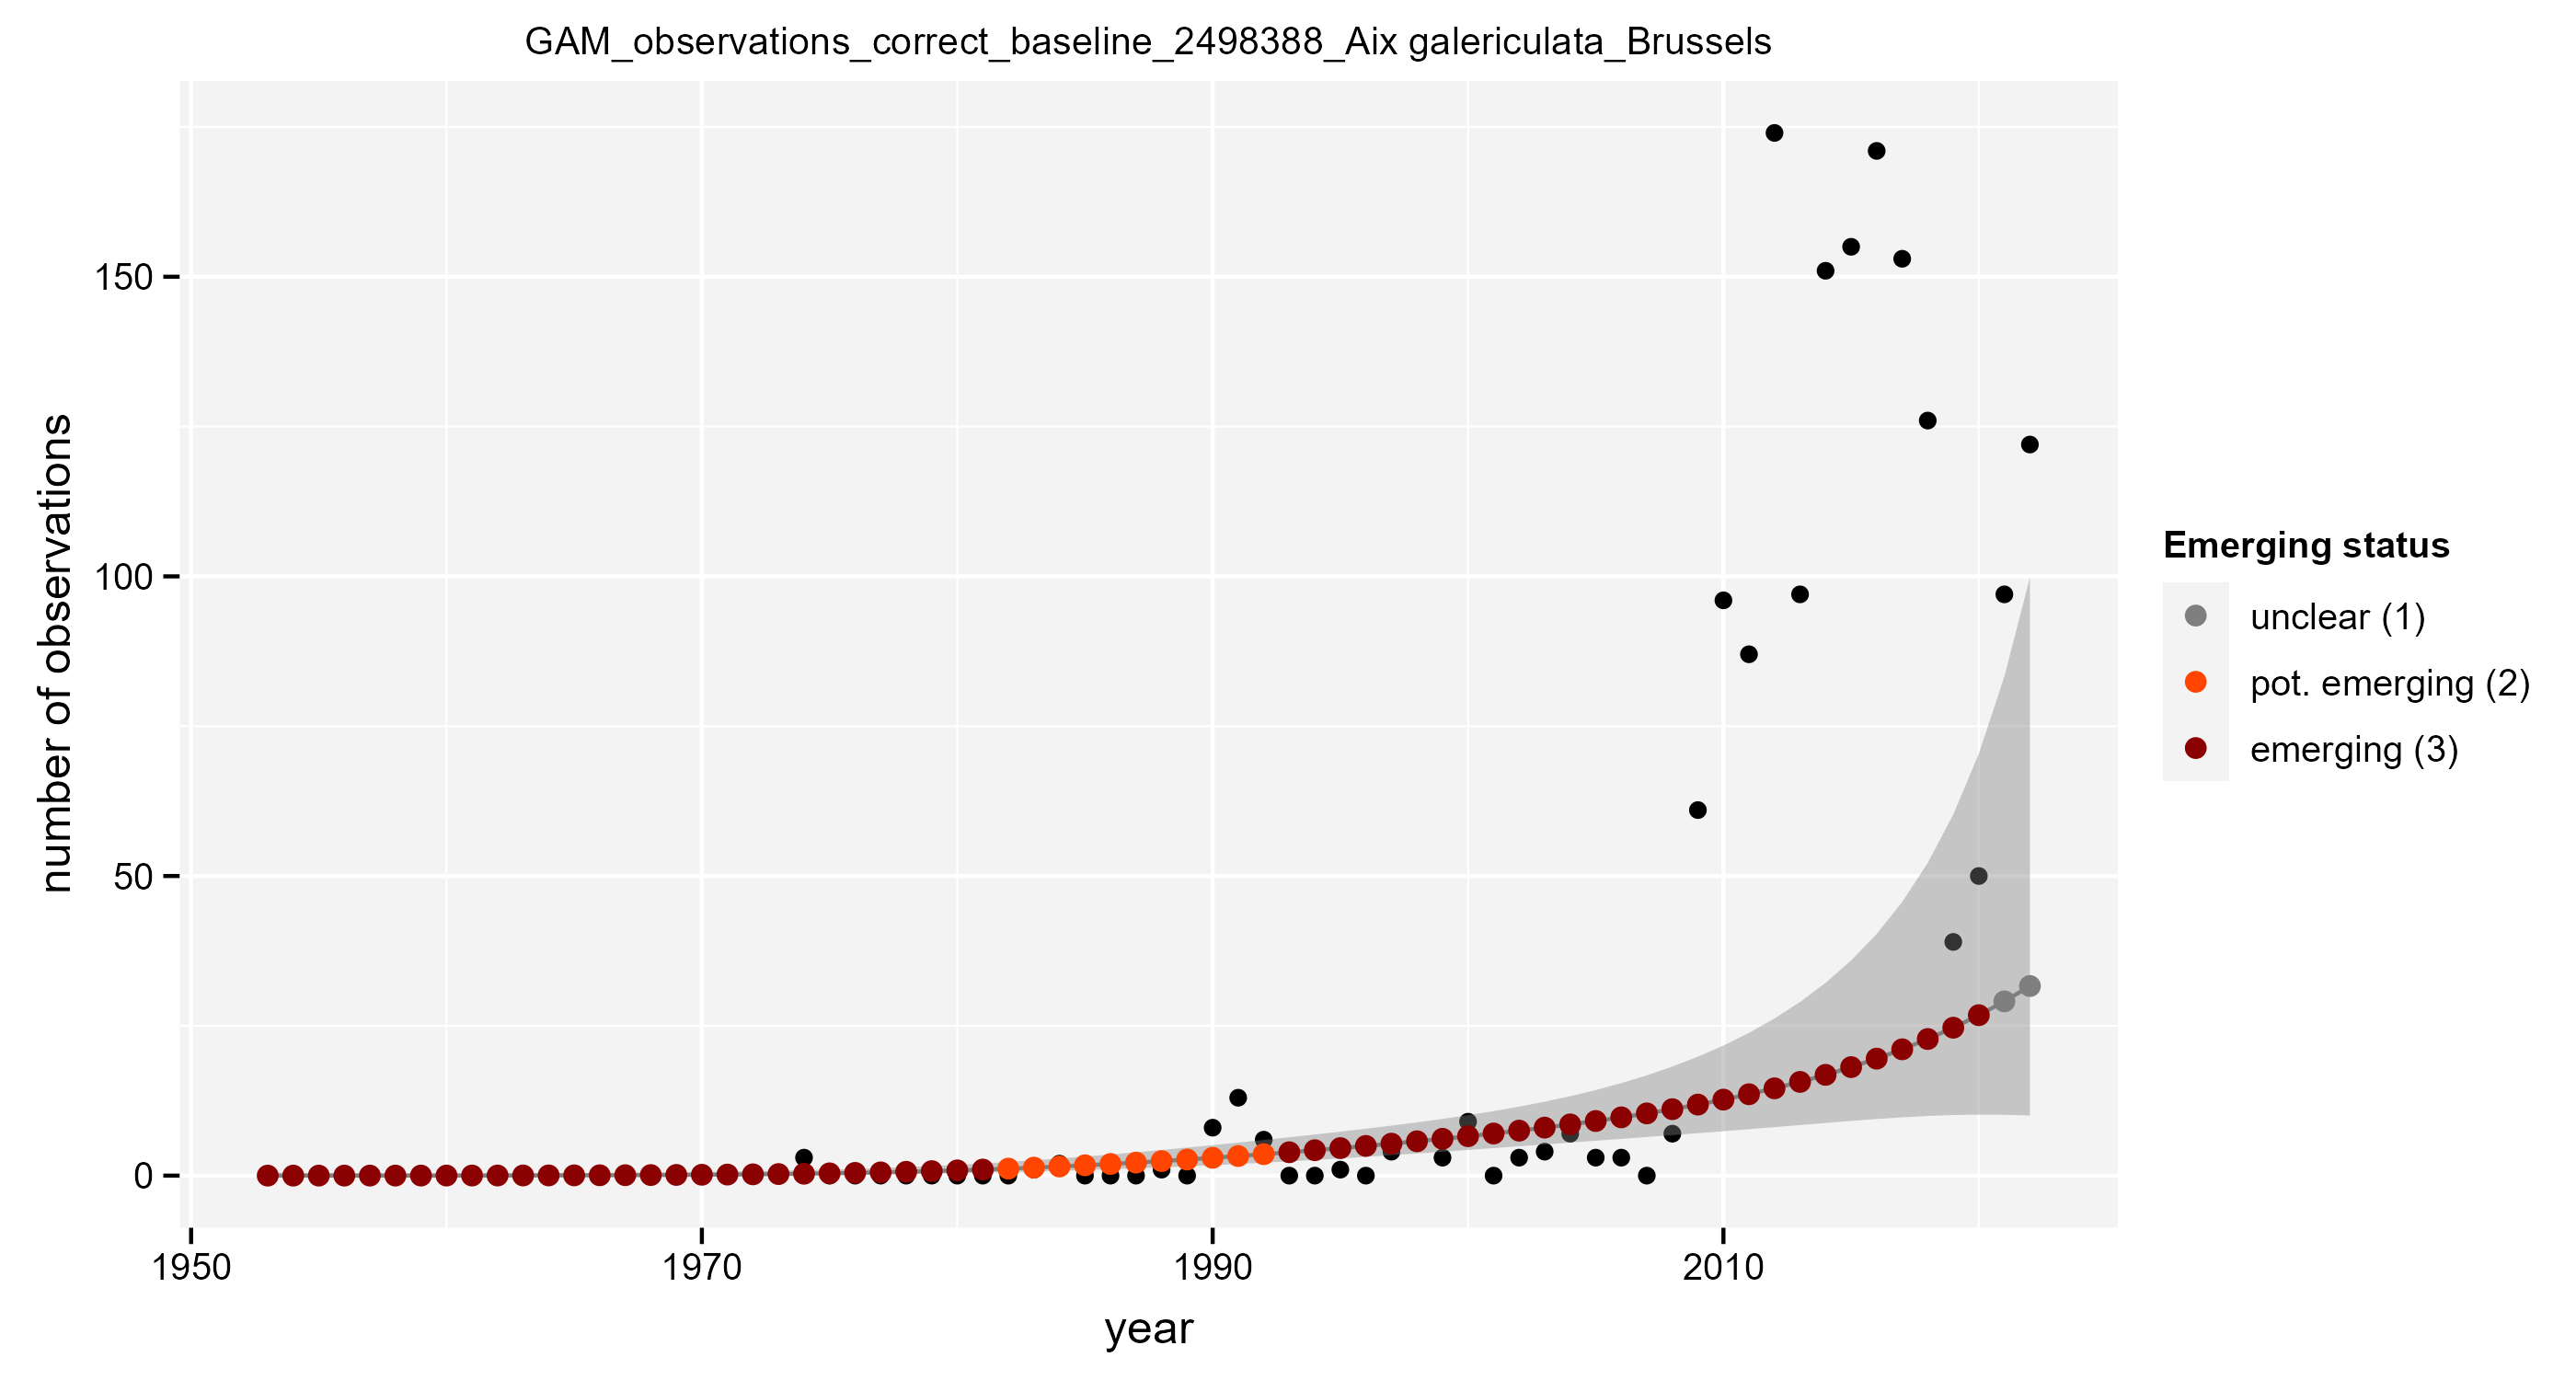 GAM_observations_correct_baseline_2498388_Aix galericulata_Brussels
number of observations
150
100
50
0
1950 1970 1990 2010
year
Emerging status
unclear (1)
pot. emerging (2)
emerging (3)